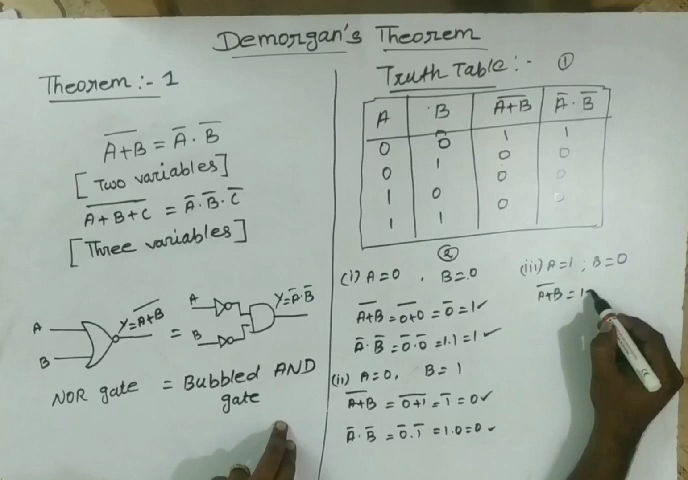 Demorgan's Theorem
Theorem :- 1
A̅+̅B̅ = A̅ · B̅
[Two variables]
A̅+̅B̅+̅C̅ = A̅ · B̅ · C̅
[Three variables]
A
B
Y=A̅+̅B̅
=
A
B
Y=A̅·B̅
NOR gate = Bubbled AND
gate
Truth Table :- ①
A B A̅+̅B̅ A̅ · B̅
0 0 1 1
0 1 0 0
1 0 0 0
1 1 0 0
②
(i) A=0 , B=0
A̅+̅B̅ = 0̅+̅0̅ = 0̅ = 1 ✓
A̅ · B̅ = 0̅ · 0̅ = 1.1 = 1 ✓
(ii) A=0, B=1
A̅+̅B̅ = 0̅+̅1̅ = 1̅ = 0 ✓
A̅ · B̅ = 0̅ . 1̅ = 1.0 = 0 ✓
(iii) A=1 ; B=0
A̅+̅B̅ = 1